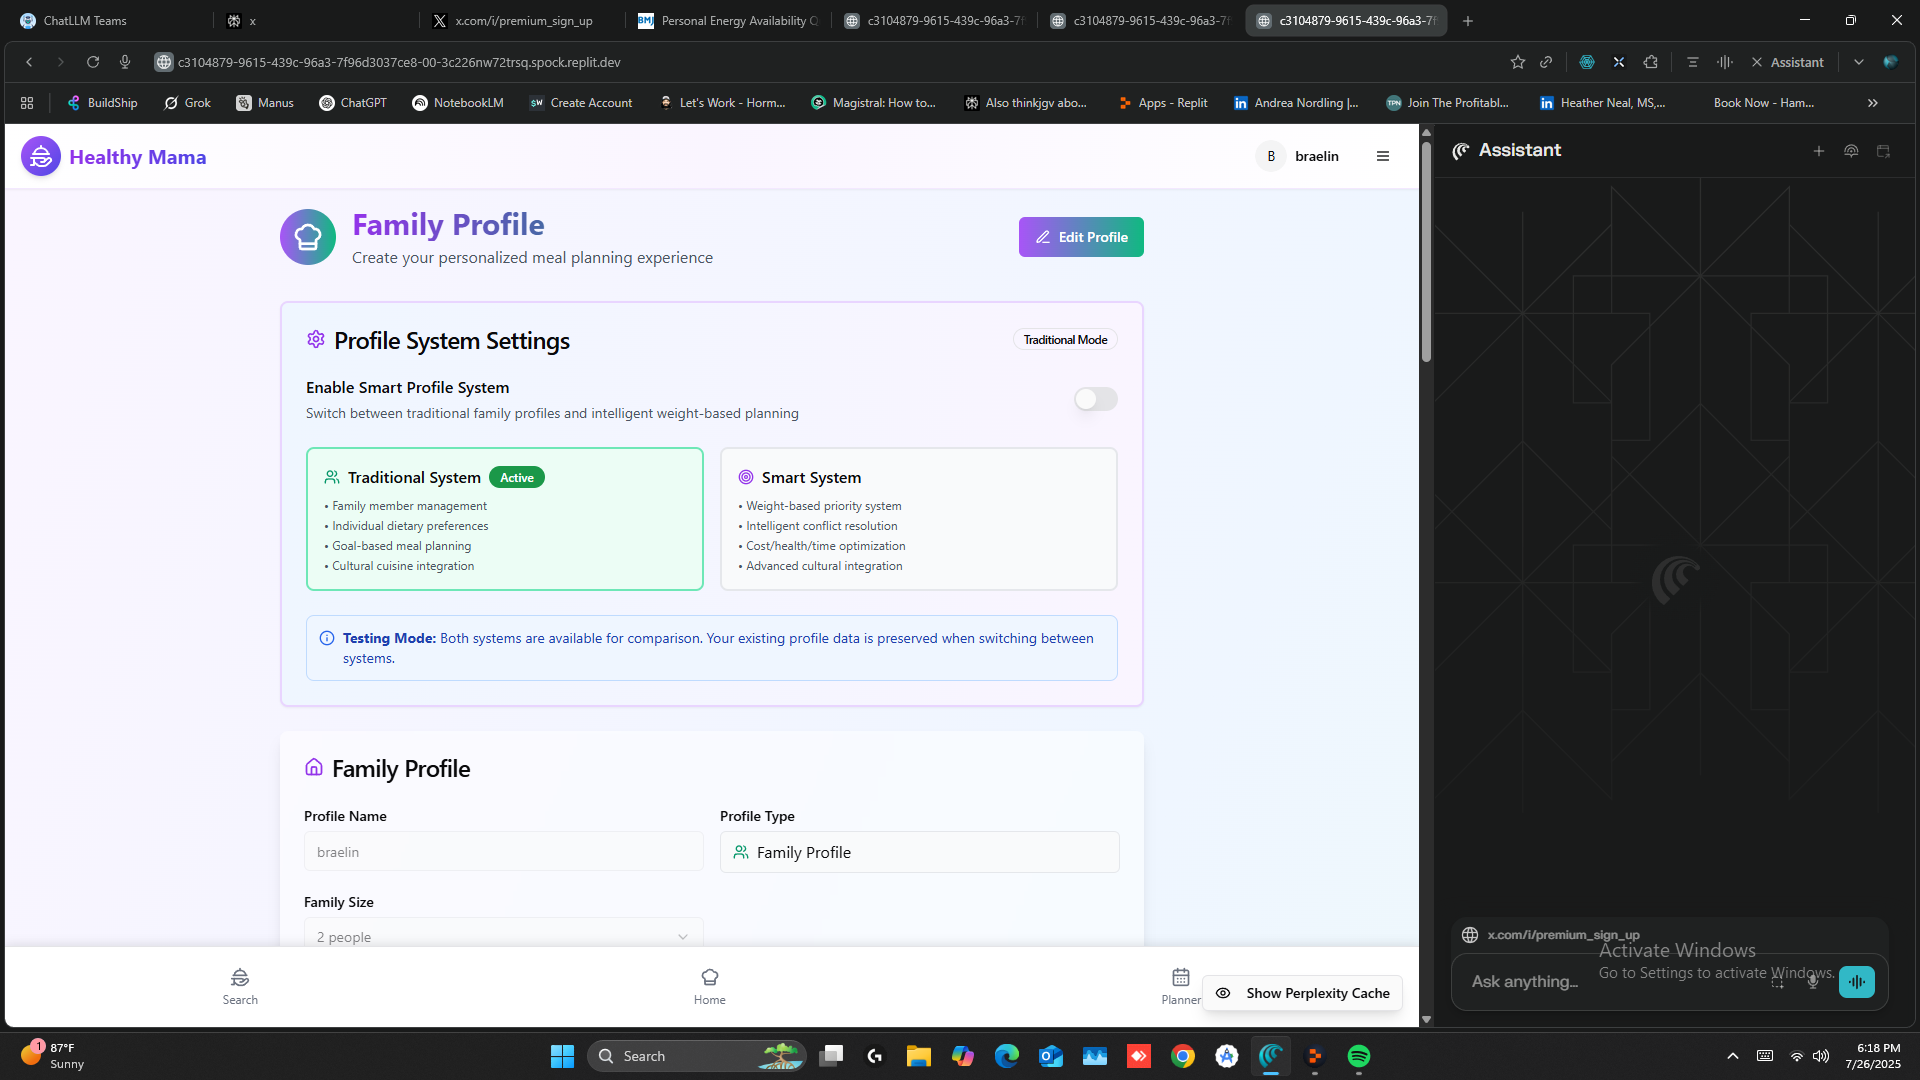 ChatLLM Teams
x
x.com/i/premium_sign_up
Personal Energy Availability Q
c3104879-9615-439c-96a3-7f
c3104879-9615-439c-96a3-7f
c3104879-9615-439c-96a3-7f
c3104879-9615-439c-96a3-7f96d3037ce8-00-3c226nw72trsq.spock.replit.dev
Assistant
BuildShip
Grok
Manus
ChatGPT
NotebookLM
Create Account
Let's Work - Horm...
Magistral: How to...
Also thinkjgv abo...
Apps - Replit
Andrea Nordling |...
Join The Profitabl...
Heather Neal, MS,...
Book Now - Ham...
Healthy Mama
B
braelin
Family Profile
Create your personalized meal planning experience
Edit Profile
Profile System Settings
Traditional Mode
Enable Smart Profile System
Switch between traditional family profiles and intelligent weight-based planning
Traditional System
Active
• Family member management
• Individual dietary preferences
• Goal-based meal planning
• Cultural cuisine integration
Smart System
• Weight-based priority system
• Intelligent conflict resolution
• Cost/health/time optimization
• Advanced cultural integration
Testing Mode: Both systems are available for comparison. Your existing profile data is preserved when switching between
systems.
Family Profile
Profile Name
braelin
Profile Type
Family Profile
Family Size
2 people
Search
Home
Planner
Show Perplexity Cache
Assistant
x.com/i/premium_sign_up
Activate Windows
Go to Settings to activate Windows.
Ask anything...
1
87°F
Sunny
Search
6:18 PM
7/26/2025